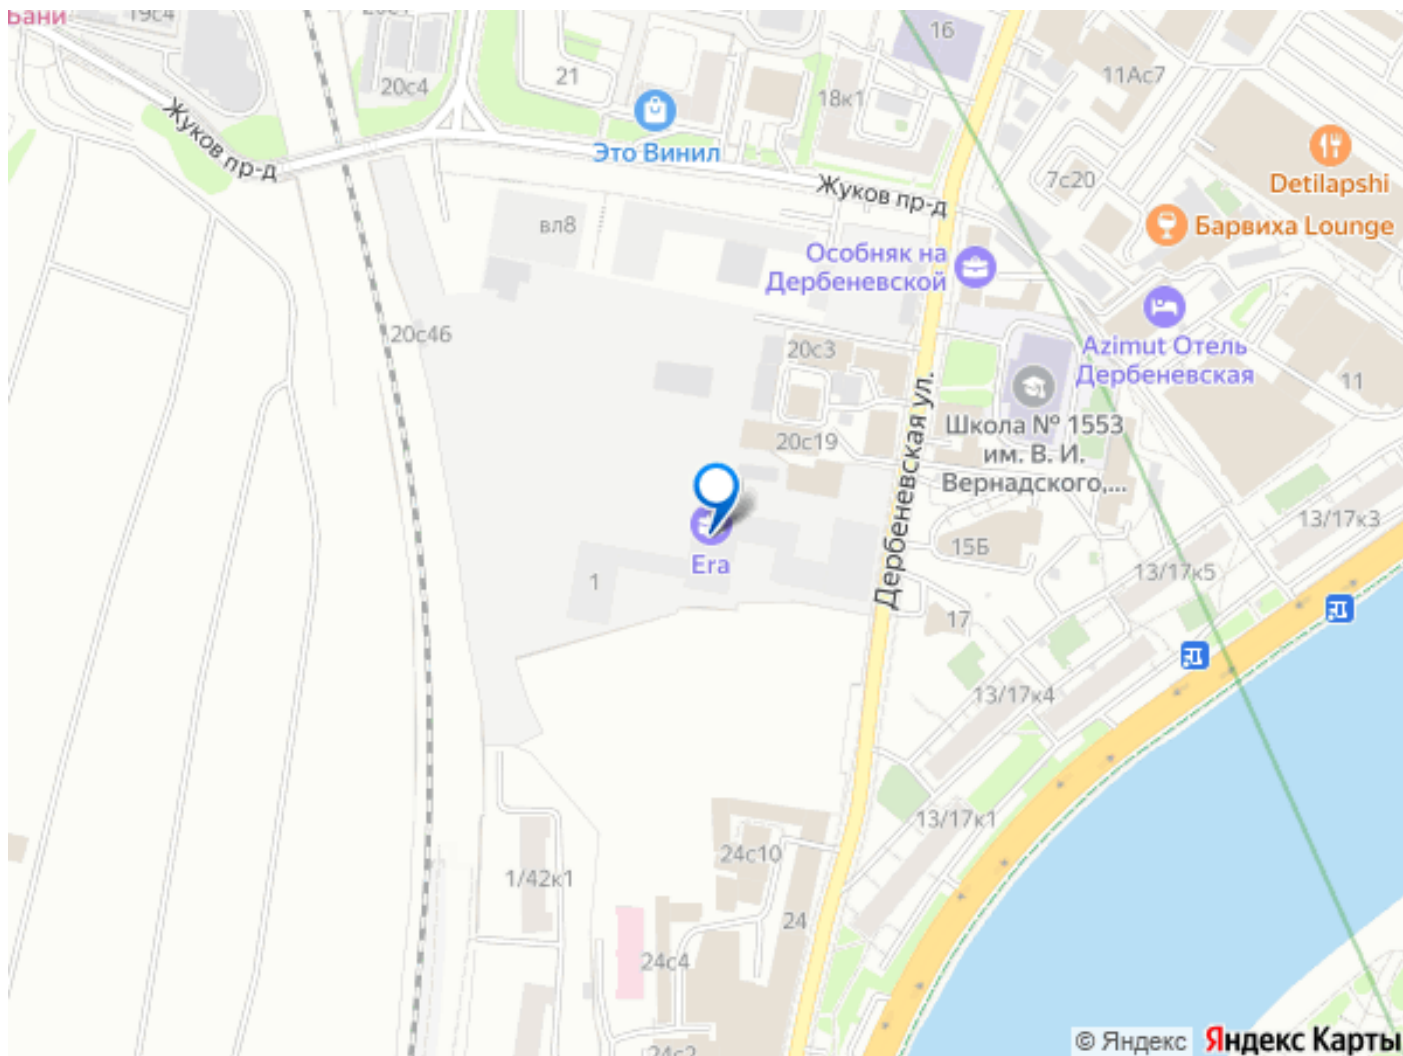 Бани
19с4
20с4
21
16
11Ас7
18к1
Жуков пр-д
Это Винил
Detilapshi
7с20
Жуков пр-д
Барвиха Lounge
вл8
Особняк на
Дербеневской
20с46
20с3
Azimut Отель
Дербеневская
11
Дербеневская ул.
Школа № 1553
им. В. И.
Вернадского,...
20с19
13/17к3
15Б
Era
13/17к5
1
17
13/17к4
13/17к1
24с10
1/42к1
24
24с4
24с2
© Яндекс
Яндекс Карты